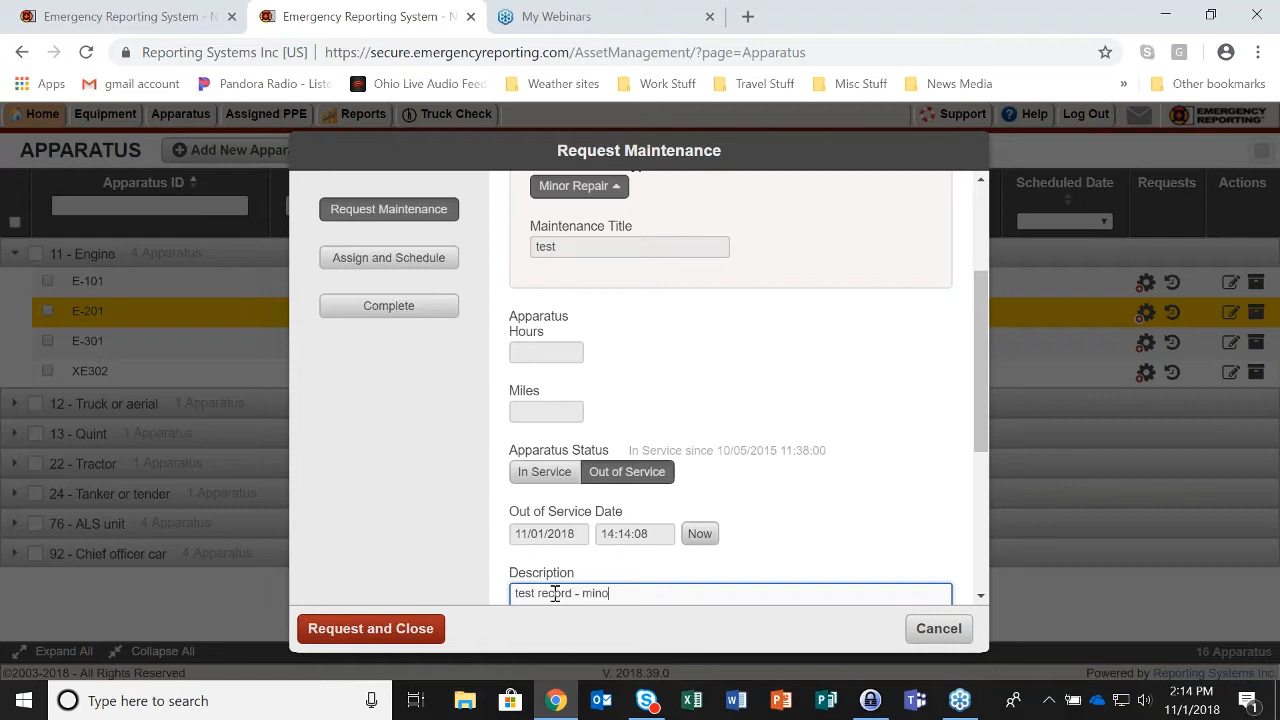 Emergency Reporting System - N
Emergency Reporting System - N
My Webinars
Reporting Systems Inc [US]
https://secure.emergencyreporting.com/AssetManagement/?page=Apparatus
Apps
gmail account
Pandora Radio - Liste
Ohio Live Audio Feed
Weather sites
Work Stuff
Travel Stuff
Misc Stuff
News Media
»
Other bookmarks
Home
Equipment
Apparatus
Assigned PPE
Reports
Truck Check
Support
Help
Log Out
EMERGENCY
REPORTING
APPARATUS
Add New Appar
Request Maintenance
Apparatus ID
Scheduled Date
Requests
Actions
11 - Engine 4 Apparatus
E-101
E-201
E-301
XE302
12 - Truck or aerial 1 Apparatus
13 - Quint 1 Apparatus
22 - Tractor 1 Apparatus
24 - Tanker or tender 1 Apparatus
76 - ALS unit 4 Apparatus
92 - Chief officer car 4 Apparatus
Request Maintenance
Assign and Schedule
Complete
Minor Repair
Maintenance Title
test
Apparatus
Hours
Miles
Apparatus Status In Service since 10/05/2015 11:38:00
In Service
Out of Service
Out of Service Date
11/01/2018
14:14:08
Now
Description
test record - mino
Request and Close
Cancel
Expand All
Collapse All
16 Apparatus
©2003-2018 - All Rights Reserved
V. 2018.39.0
Powered by Reporting Systems Inc.
Type here to search
2:14 PM
11/1/2018
1